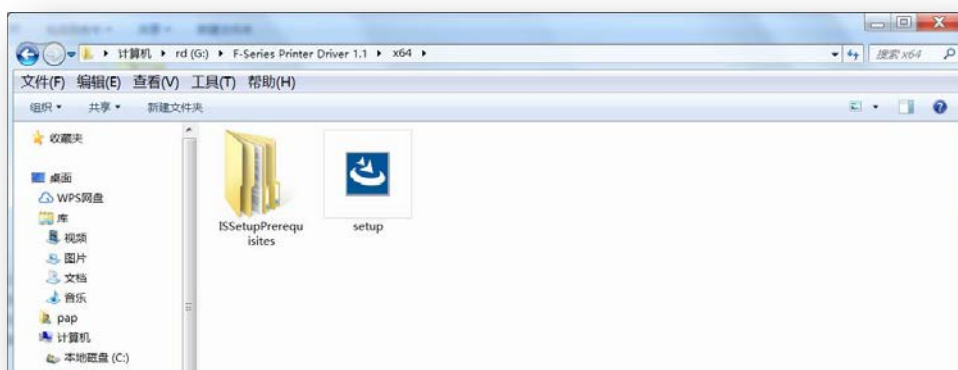 计算机 ▸ rd (G:) ▸ F-Series Printer Driver 1.1 ▸ x64 ▸
搜索 x64
文件(F) 编辑(E) 查看(V) 工具(T) 帮助(H)
组织 共享 新建文件夹
收藏夹
桌面
WPS网盘
库
视频
图片
文档
音乐
pap
计算机
本地磁盘 (C:)
ISSetupPrerequ
isites
setup